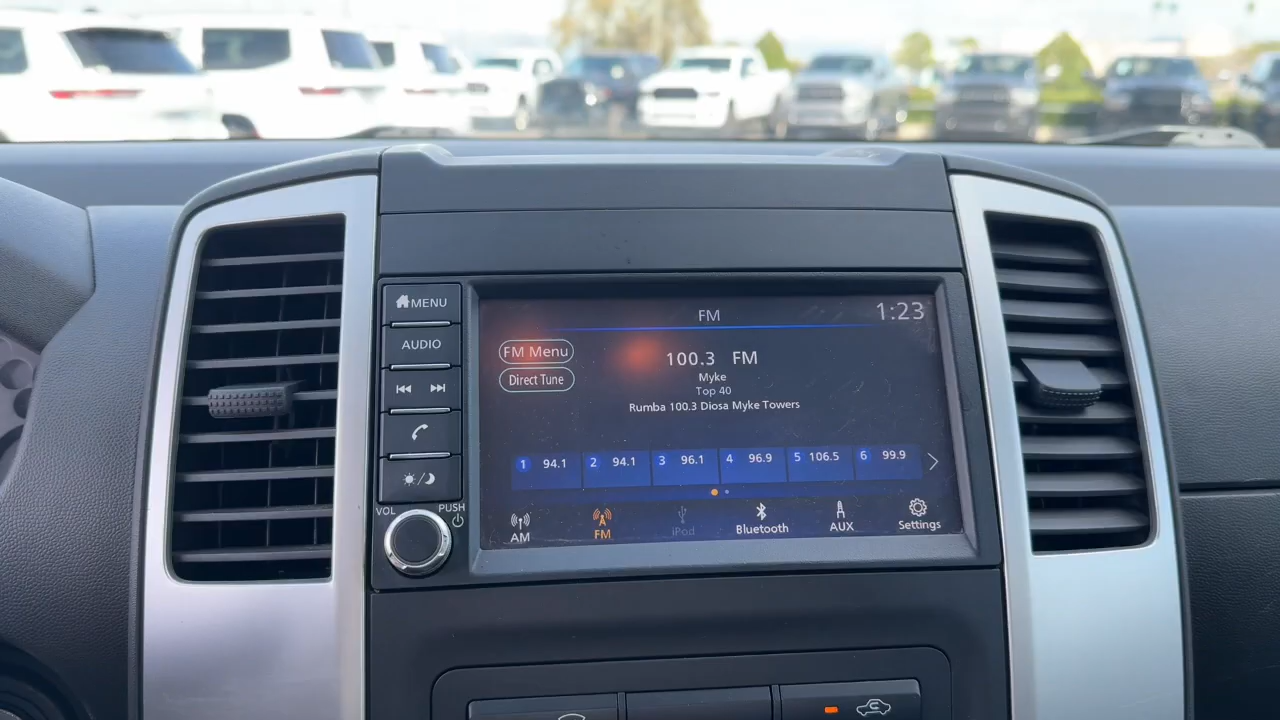 MENU
AUDIO
VOL
PUSH
FM
1:23
FM Menu
Direct Tune
100.3 FM
Myke
Top 40
Rumba 100.3 Diosa Myke Towers
1 94.1
2 94.1
3 96.1
4 96.9
5 106.5
6 99.9
AM
FM
iPod
Bluetooth
AUX
Settings